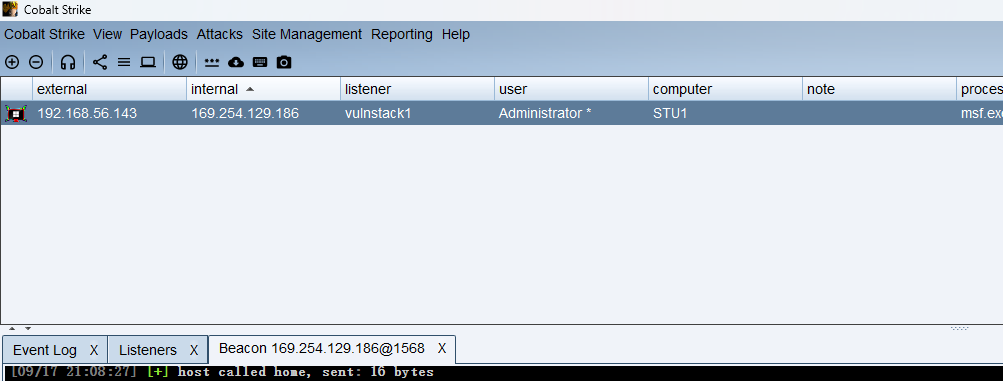 Cobalt Strike
Cobalt Strike View Payloads Attacks Site Management Reporting Help
external internal listener user computer note proces
192.168.56.143 169.254.129.186 vulnstack1 Administrator * STU1 msf.exe
Event Log X Listeners X Beacon 169.254.129.186@1568 X
[09/17 21:08:27] [+] host called home, sent: 16 bytes